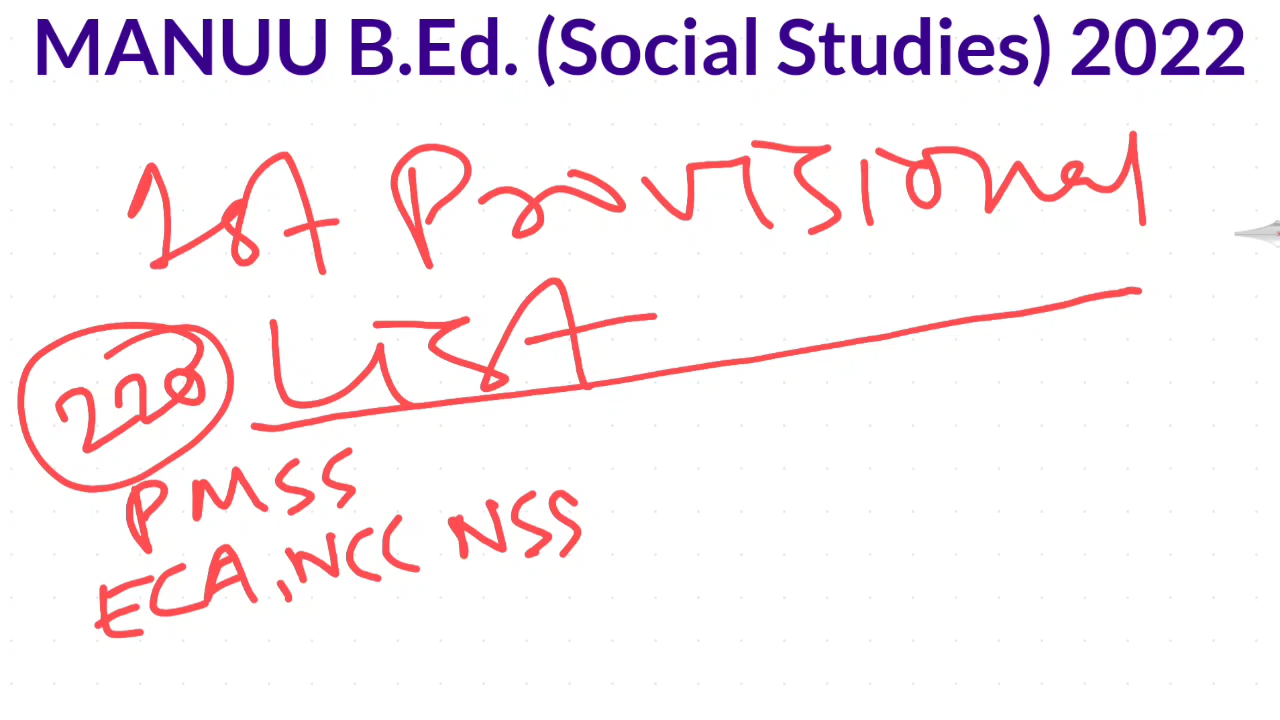 MANUU B.Ed. (Social Studies) 2022
1st Provisional
220 LIST
PMSS
ECA, NCC NSS